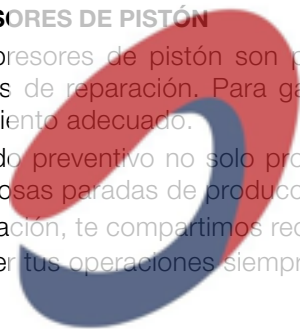 SORES DE PISTÓN
presores de pistón son p
s de reparación. Para ga
iento adecuado.
do preventivo no solo pro
osas paradas de producc
ación, te compartimos rec
er tus operaciones siempr